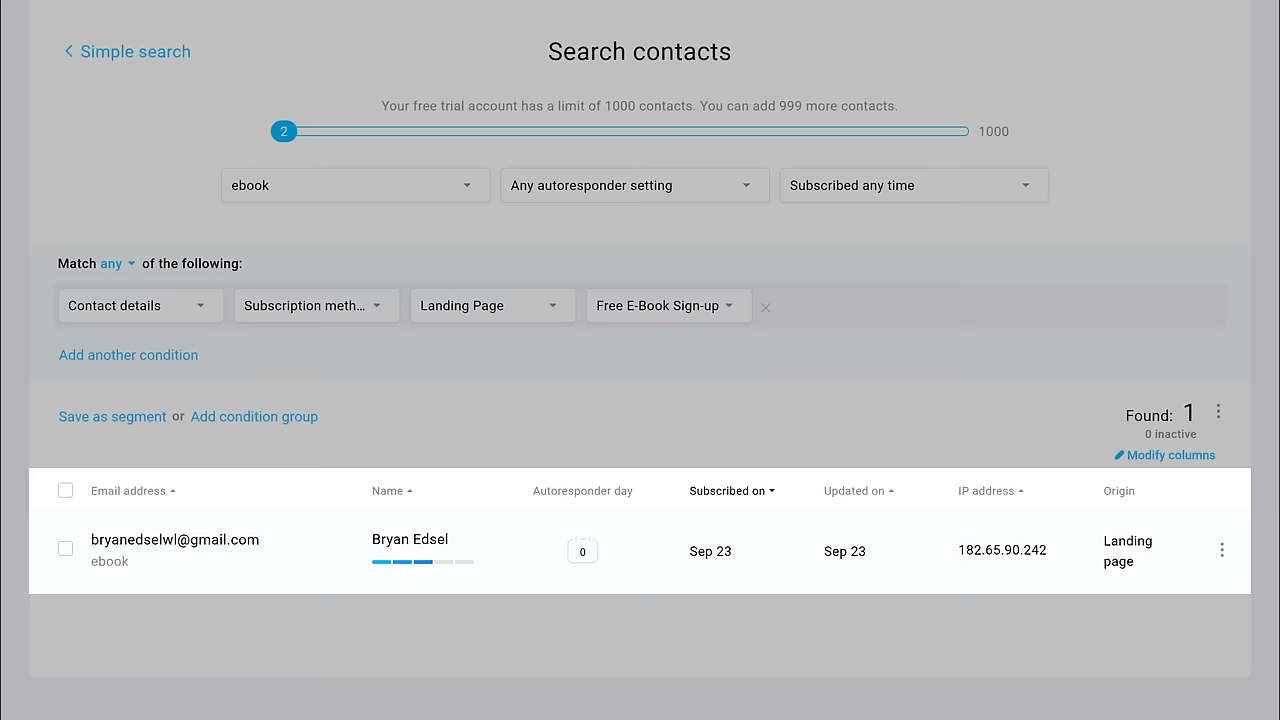 Simple search
Search contacts
Your free trial account has a limit of 1000 contacts. You can add 999 more contacts.
2 1000
ebook Any autoresponder setting Subscribed any time
Match any of the following:
Contact details Subscription meth... Landing Page Free E-Book Sign-up
Add another condition
Save as segment or Add condition group
Found: 1
0 inactive
Modify columns
Email address Name Autoresponder day Subscribed on Updated on IP address Origin
bryanedselwl@gmail.com Bryan Edsel 0 Sep 23 Sep 23 182.65.90.242 Landing page
ebook